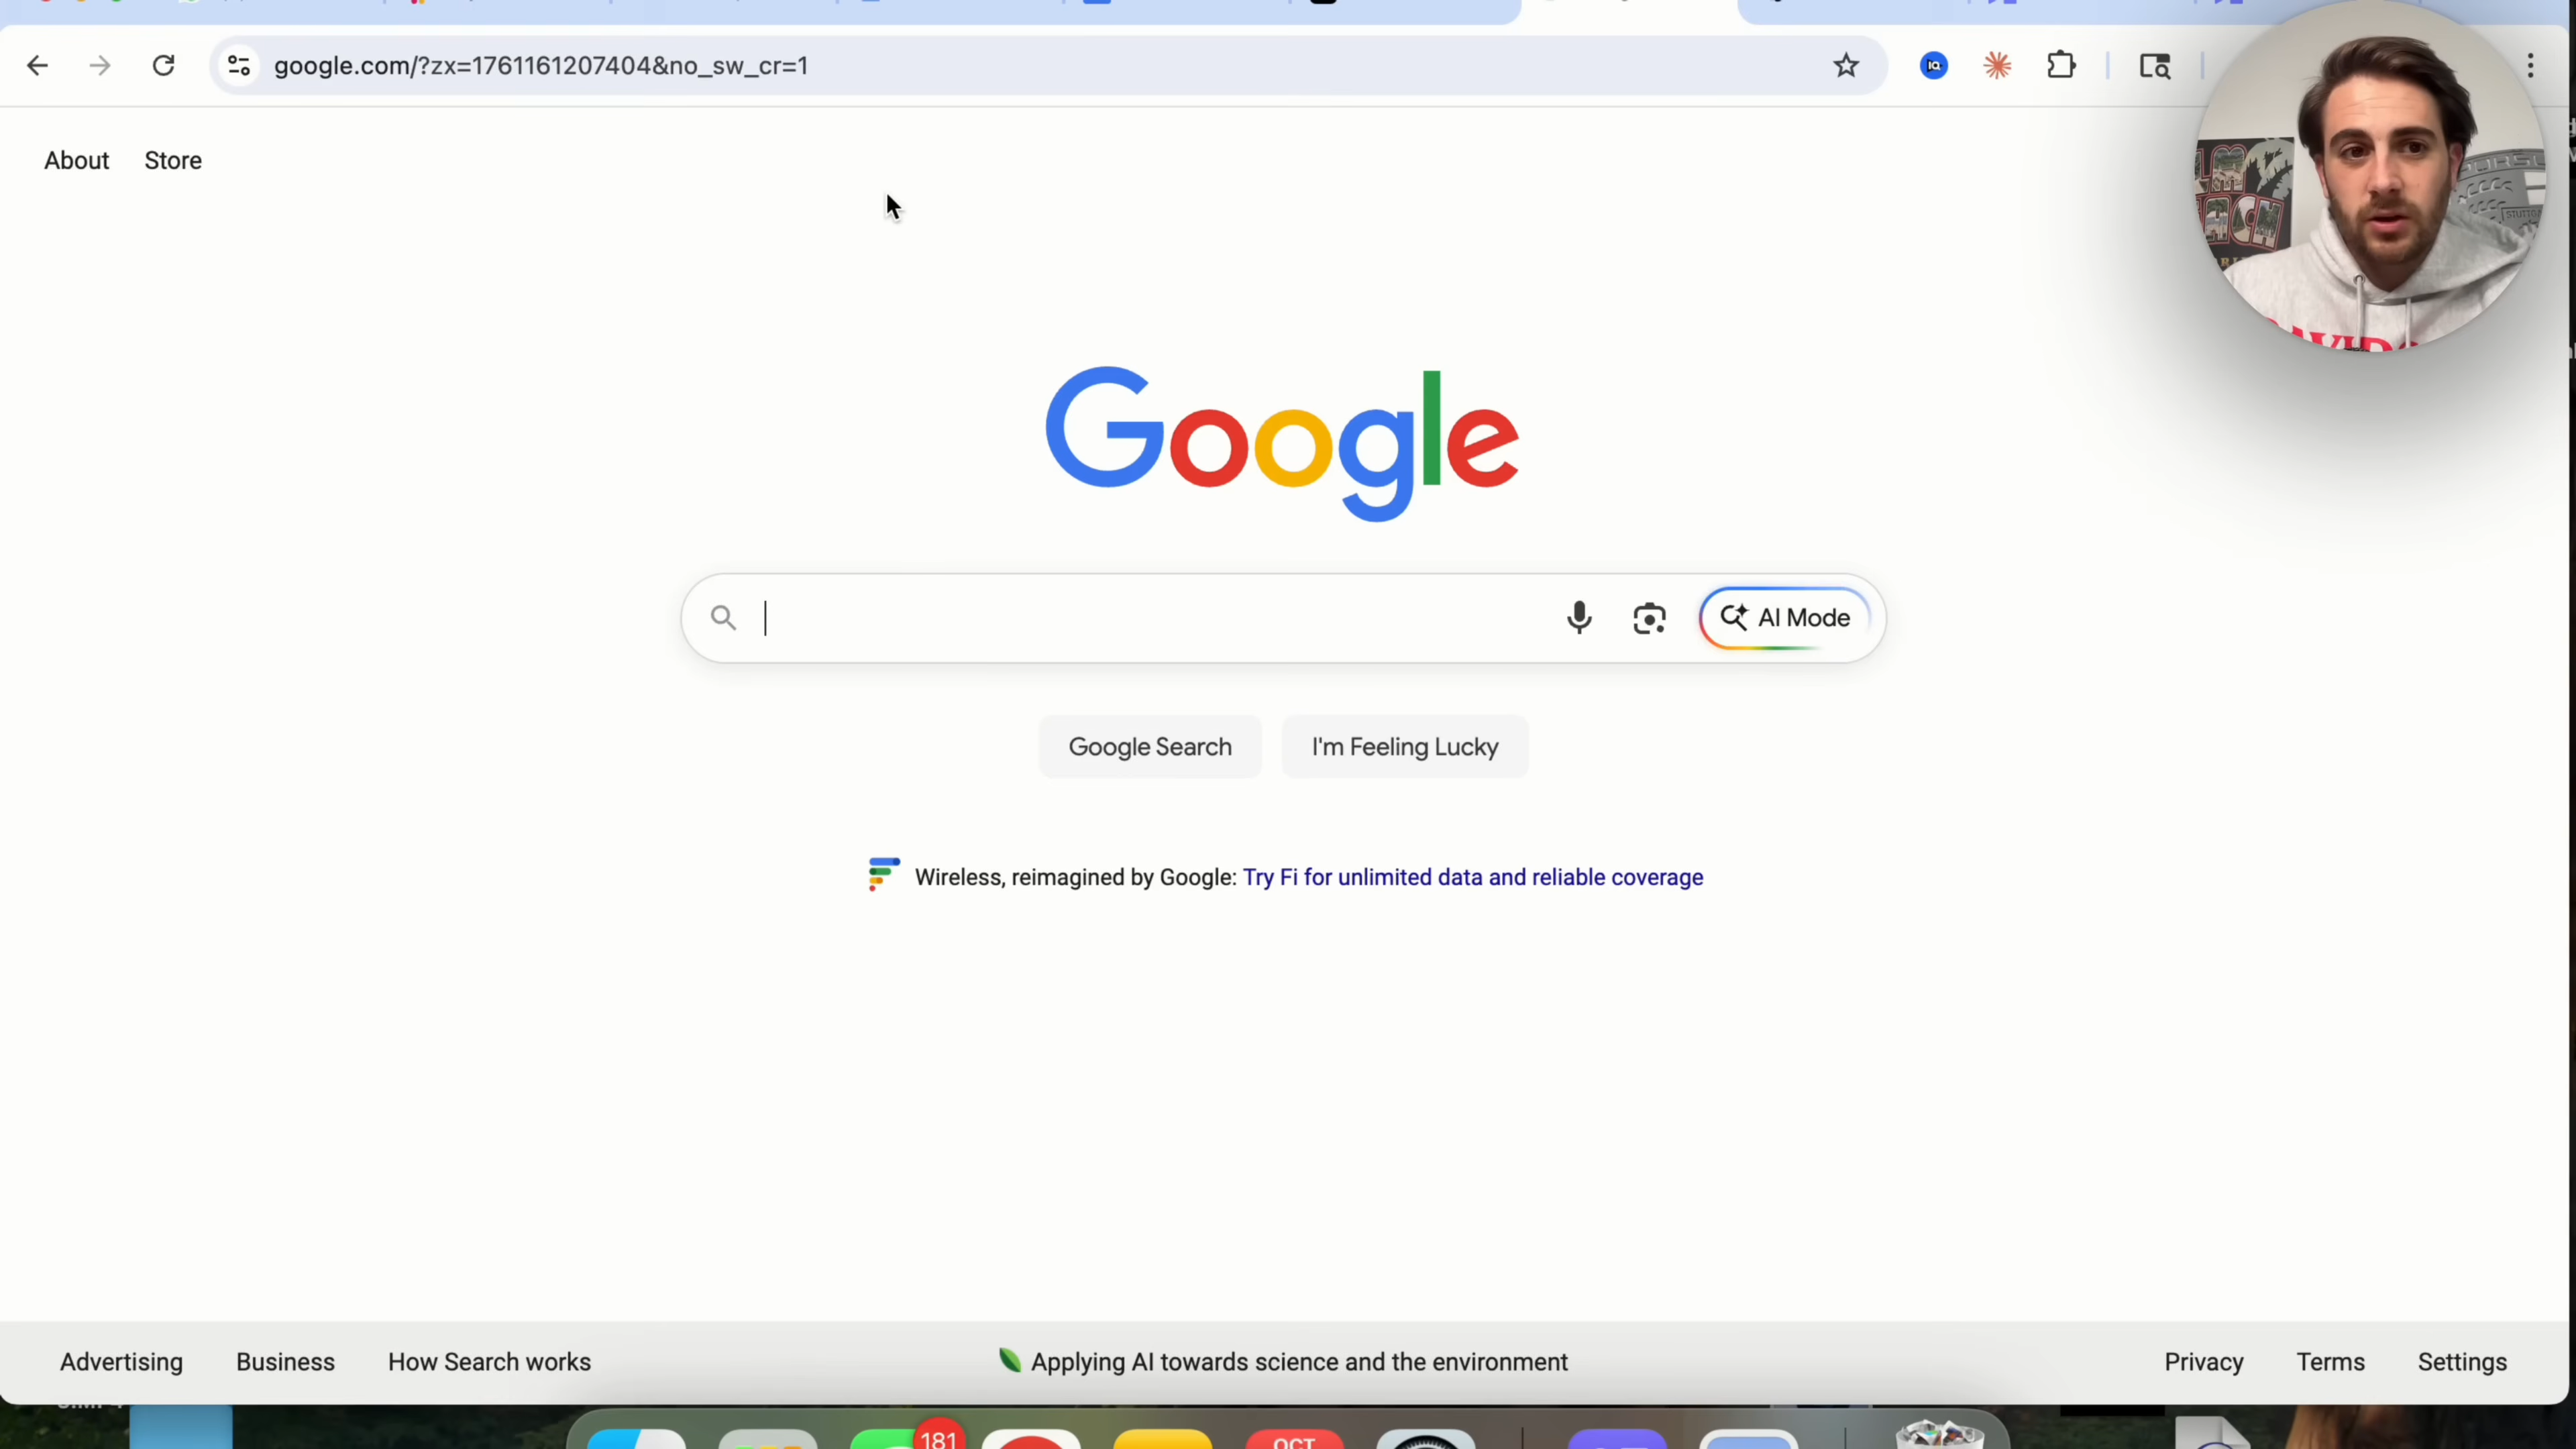 google.com/?zx=1761161207404&no_sw_cr=1
About Store
Google
AI Mode
Google Search I'm Feeling Lucky
Wireless, reimagined by Google: Try Fi for unlimited data and reliable coverage
Advertising Business How Search works Applying AI towards science and the environment Privacy Terms Settings
181
OCT